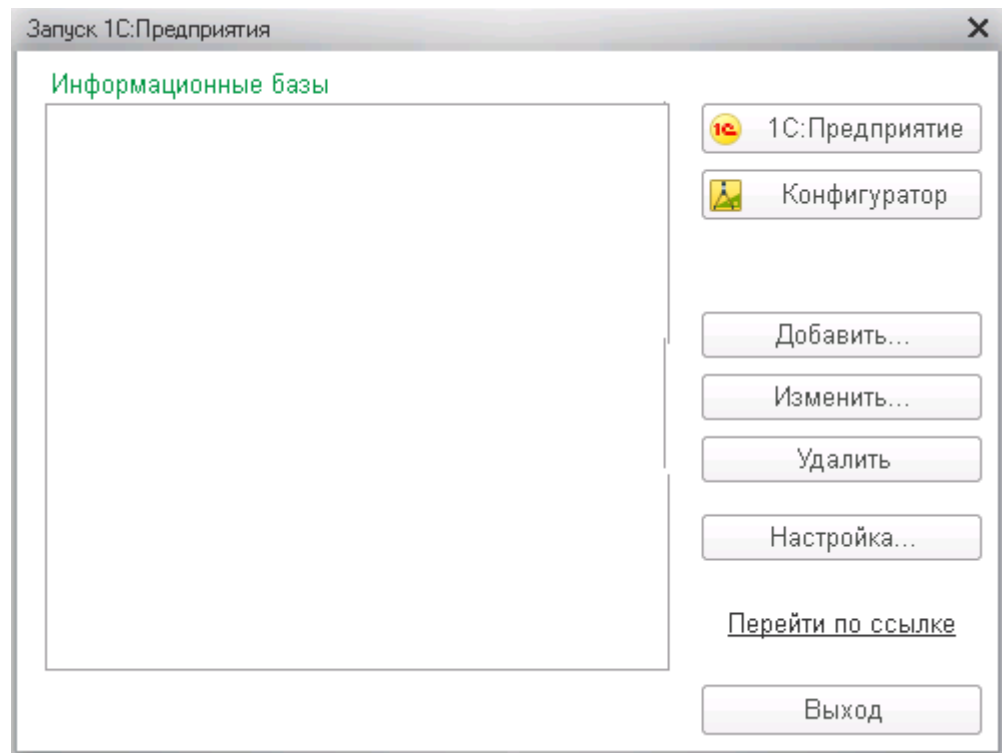 Запуск 1С:Предприятия
Информационные базы
1С:Предприятие
Конфигуратор
Добавить...
Изменить...
Удалить
Настройка...
Перейти по ссылке
Выход